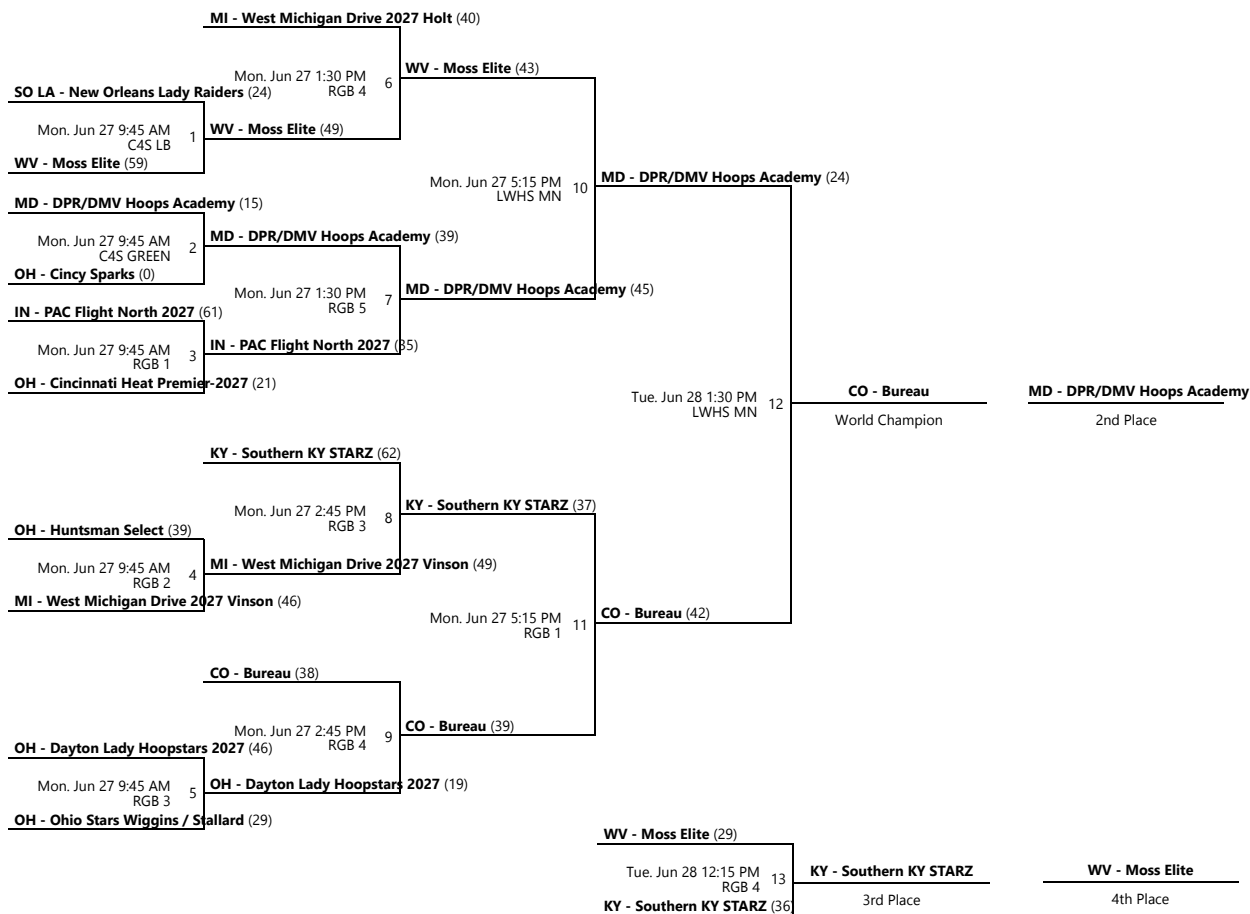 MI - West Michigan Drive 2027 Holt (40)
Mon. Jun 27 1:30 PM
RGB 4
6
WV - Moss Elite (43)
SO LA - New Orleans Lady Raiders (24)
Mon. Jun 27 9:45 AM
C4S LB
1
WV - Moss Elite (49)
WV - Moss Elite (59)
Mon. Jun 27 5:15 PM
LWHS MN
10
MD - DPR/DMV Hoops Academy (24)
MD - DPR/DMV Hoops Academy (15)
Mon. Jun 27 9:45 AM
C4S GREEN
2
MD - DPR/DMV Hoops Academy (39)
OH - Cincy Sparks (0)
Mon. Jun 27 1:30 PM
RGB 5
7
MD - DPR/DMV Hoops Academy (45)
IN - PAC Flight North 2027 (61)
Mon. Jun 27 9:45 AM
RGB 1
3
IN - PAC Flight North 2027 (35)
OH - Cincinnati Heat Premier-2027 (21)
Tue. Jun 28 1:30 PM
LWHS MN
12
CO - Bureau
World Champion
MD - DPR/DMV Hoops Academy
2nd Place
KY - Southern KY STARZ (62)
Mon. Jun 27 2:45 PM
RGB 3
8
KY - Southern KY STARZ (37)
OH - Huntsman Select (39)
Mon. Jun 27 9:45 AM
RGB 2
4
MI - West Michigan Drive 2027 Vinson (49)
MI - West Michigan Drive 2027 Vinson (46)
Mon. Jun 27 5:15 PM
RGB 1
11
CO - Bureau (42)
CO - Bureau (38)
Mon. Jun 27 2:45 PM
RGB 4
9
CO - Bureau (39)
OH - Dayton Lady Hoopstars 2027 (46)
Mon. Jun 27 9:45 AM
RGB 3
5
OH - Dayton Lady Hoopstars 2027 (19)
OH - Ohio Stars Wiggins / Stallard (29)
WV - Moss Elite (29)
Tue. Jun 28 12:15 PM
RGB 4
13
KY - Southern KY STARZ
3rd Place
WV - Moss Elite
4th Place
KY - Southern KY STARZ (36)